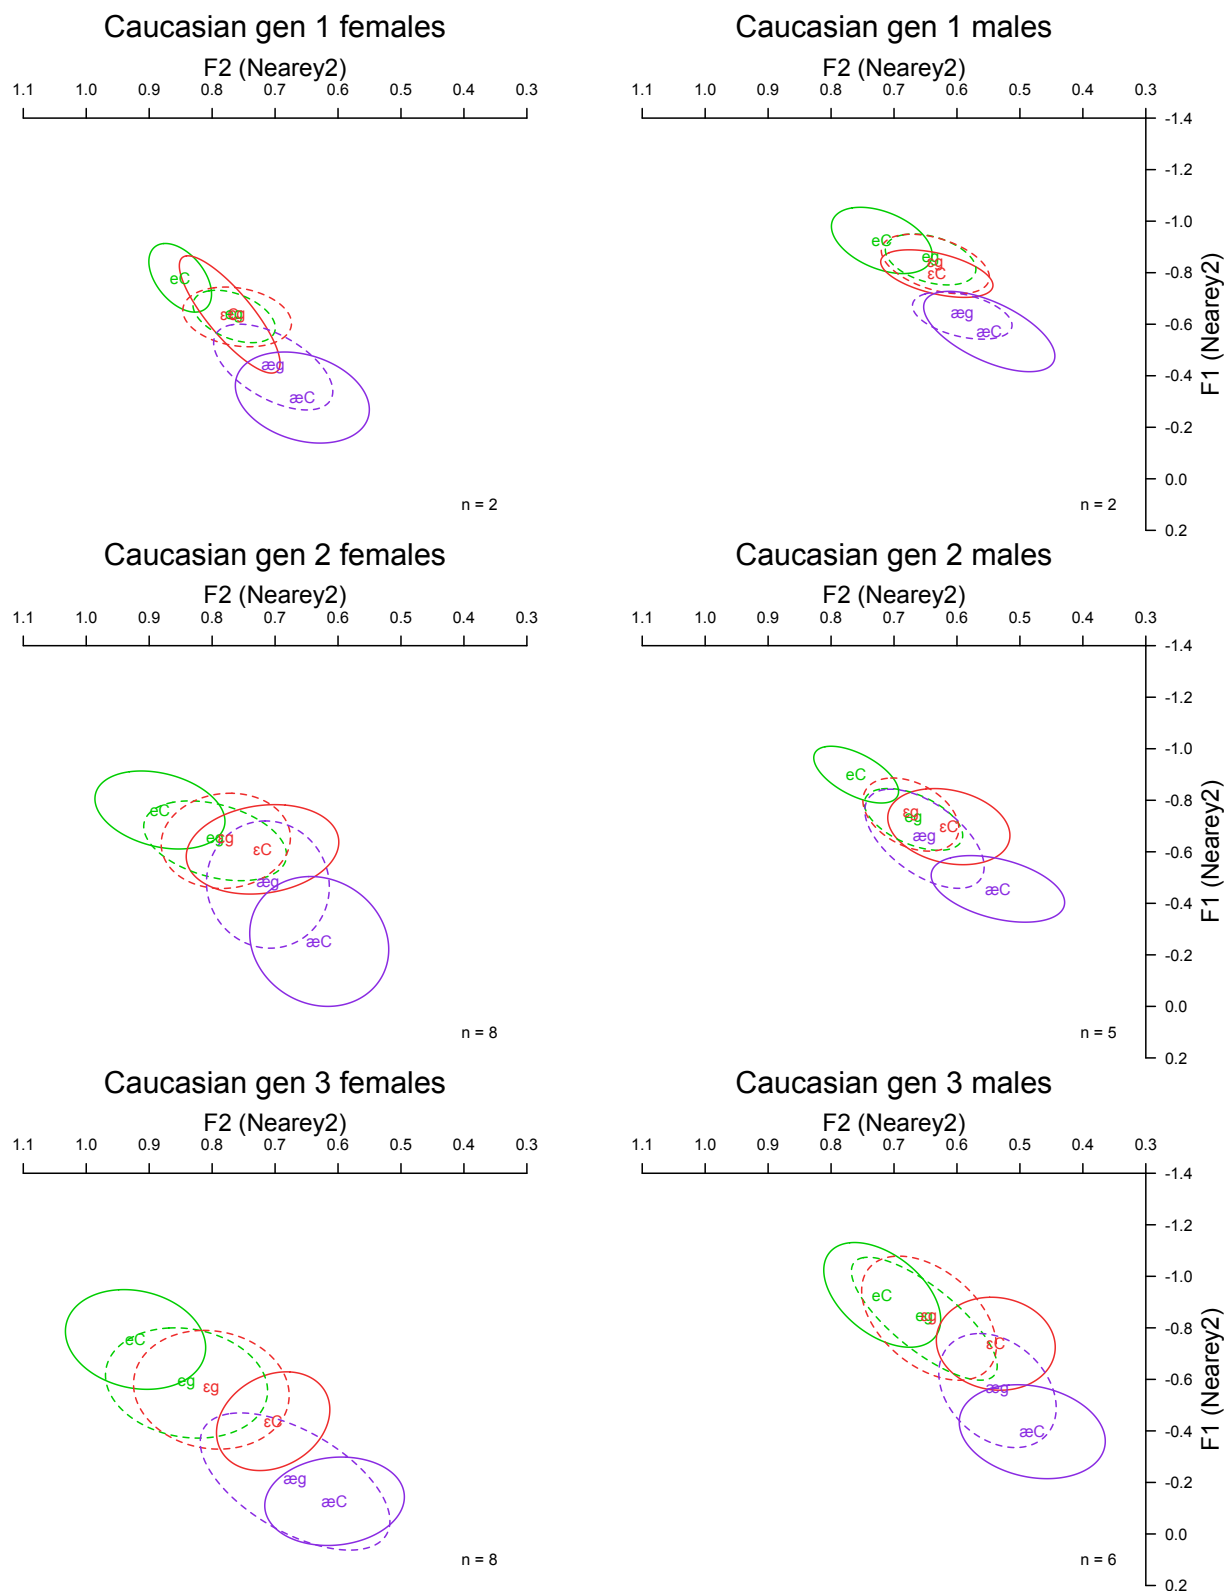 Caucasian gen 1 females
F2 (Nearey2)
1.1 1.0 0.9 0.8 0.7 0.6 0.5 0.4 0.3
eC
εC
eg
εg
æg
æC
n = 2
Caucasian gen 1 males
F2 (Nearey2)
1.1 1.0 0.9 0.8 0.7 0.6 0.5 0.4 0.3
-1.4
-1.2
-1.0
-0.8
-0.6
-0.4
-0.2
0.0
0.2
F1 (Nearey2)
eC
eg
εg
εC
æg
æC
n = 2
Caucasian gen 2 females
F2 (Nearey2)
1.1 1.0 0.9 0.8 0.7 0.6 0.5 0.4 0.3
eC
eg
εg
εC
æg
æC
n = 8
Caucasian gen 2 males
F2 (Nearey2)
1.1 1.0 0.9 0.8 0.7 0.6 0.5 0.4 0.3
-1.4
-1.2
-1.0
-0.8
-0.6
-0.4
-0.2
0.0
0.2
F1 (Nearey2)
eC
εg
eg
εC
æg
æC
n = 5
Caucasian gen 3 females
F2 (Nearey2)
1.1 1.0 0.9 0.8 0.7 0.6 0.5 0.4 0.3
eC
eg
εg
εC
æg
æC
n = 8
Caucasian gen 3 males
F2 (Nearey2)
1.1 1.0 0.9 0.8 0.7 0.6 0.5 0.4 0.3
-1.4
-1.2
-1.0
-0.8
-0.6
-0.4
-0.2
0.0
0.2
F1 (Nearey2)
eC
eg
εg
εC
æg
æC
n = 6